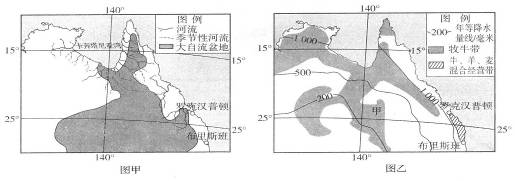 140°
图 例
河流
季节性河流
大自流盆地
卡奔塔里亚湾
15°
15°
罗克汉普顿
25°
25°
布里斯班
140°
图甲
140°
图 例
200 年等降水
量线/毫米
牧牛带
牛、羊、麦
混合经营带
1 000
15°
15°
500
200
甲
1 000
罗克汉普顿
25°
25°
布里斯班
140°
图乙